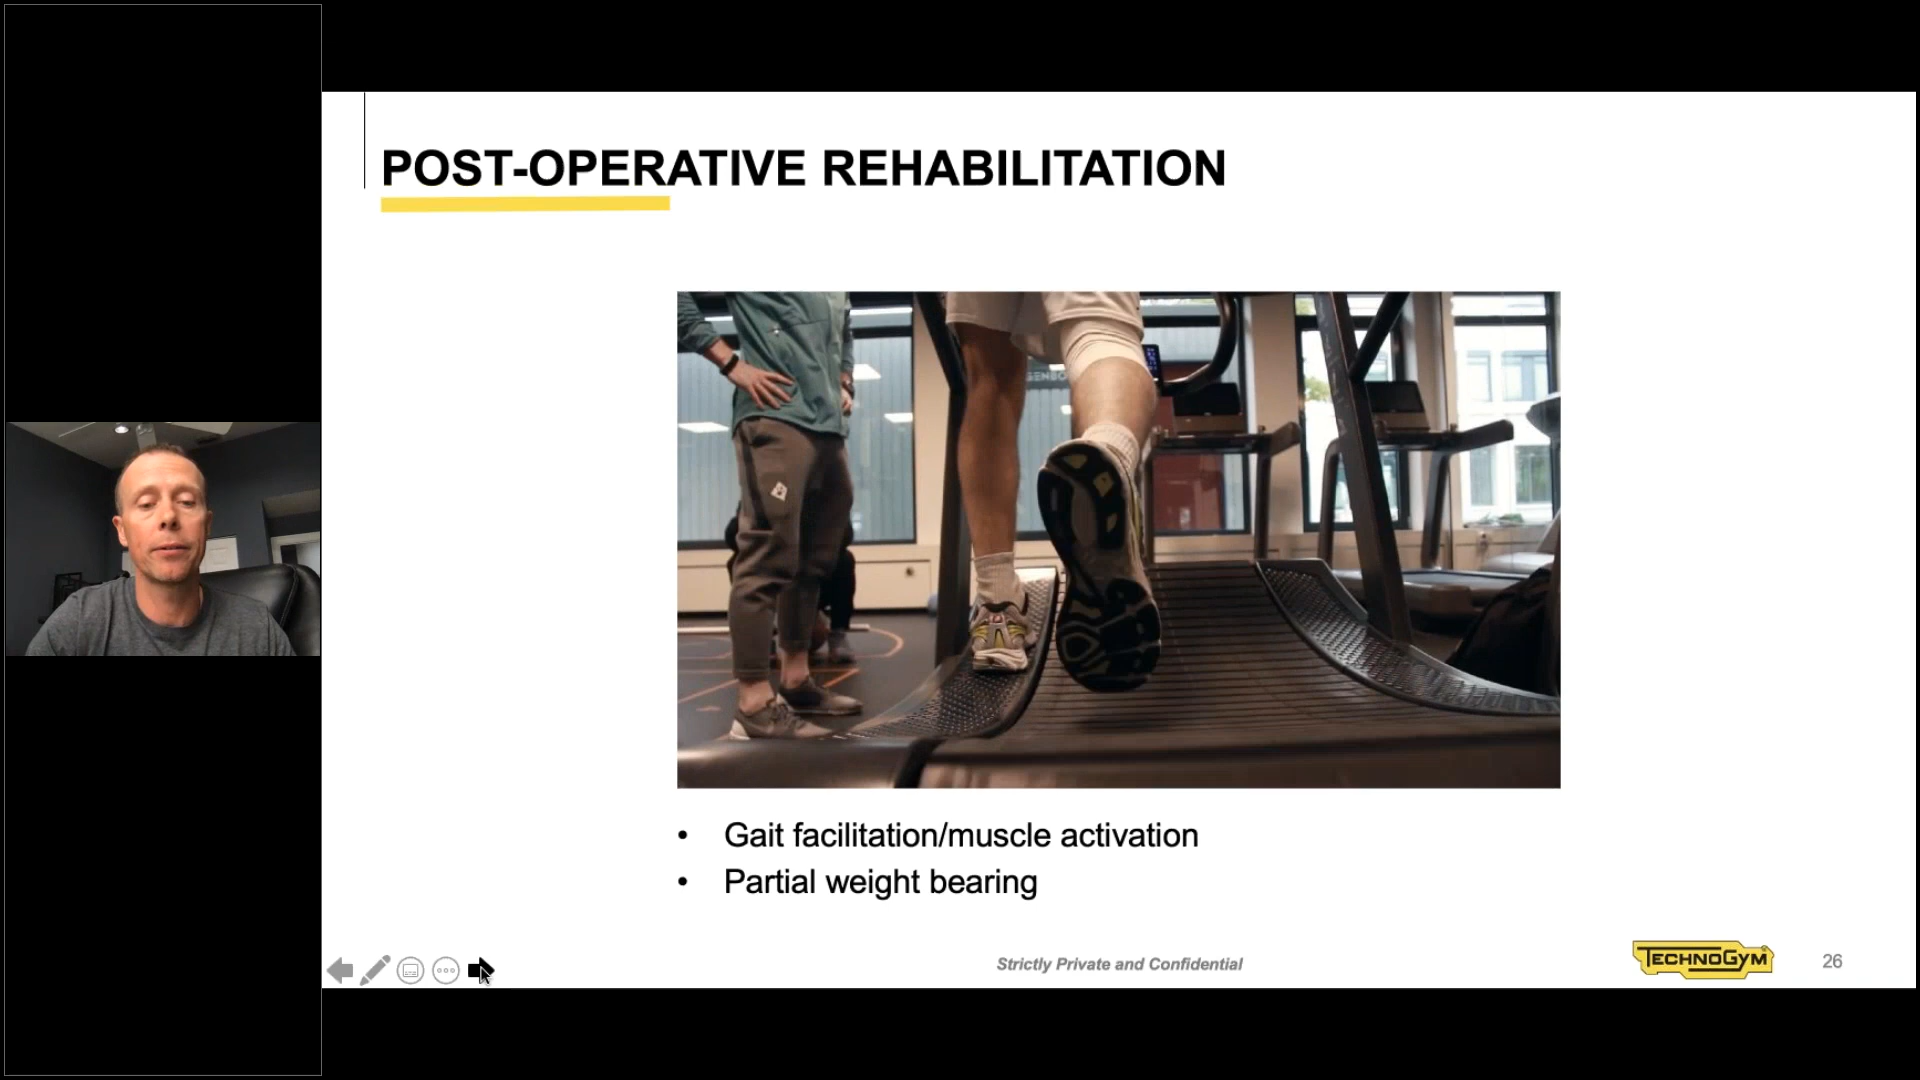 POST-OPERATIVE REHABILITATION
• Gait facilitation/muscle activation
• Partial weight bearing
Strictly Private and Confidential
TECHNOGYM
26